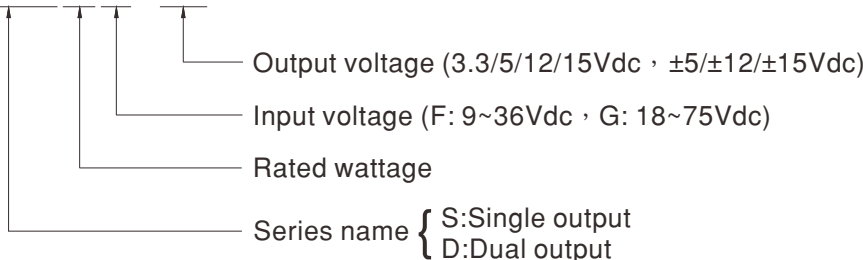 Output voltage (3.3/5/12/15Vdc，±5/±12/±15Vdc)
Input voltage (F: 9~36Vdc，G: 18~75Vdc)
Rated wattage
Series name { S:Single output
D:Dual output